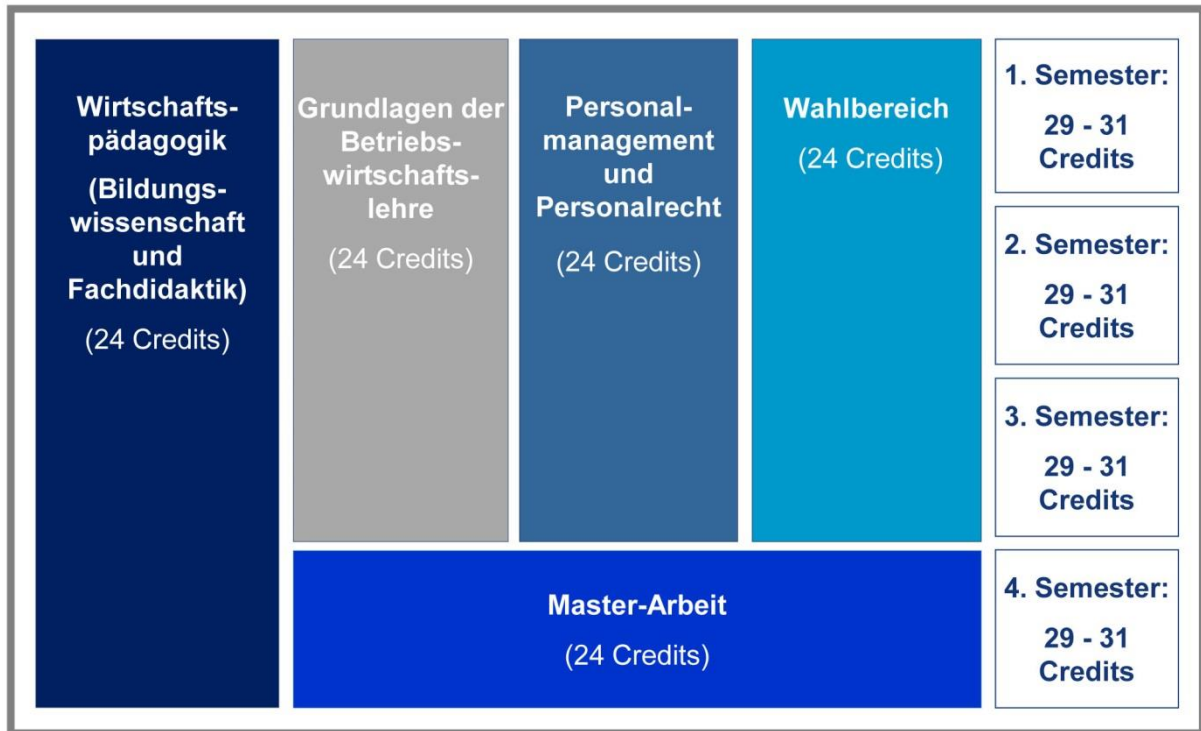 Wirtschafts-
pädagogik
(Bildungs-
wissenschaft
und
Fachdidaktik)
(24 Credits)
Grundlagen der
Betriebs-
wirtschafts-
lehre
(24 Credits)
Personal-
management
und
Personalrecht
(24 Credits)
Wahlbereich
(24 Credits)
Master-Arbeit
(24 Credits)
1. Semester:
29 - 31
Credits
2. Semester:
29 - 31
Credits
3. Semester:
29 - 31
Credits
4. Semester:
29 - 31
Credits